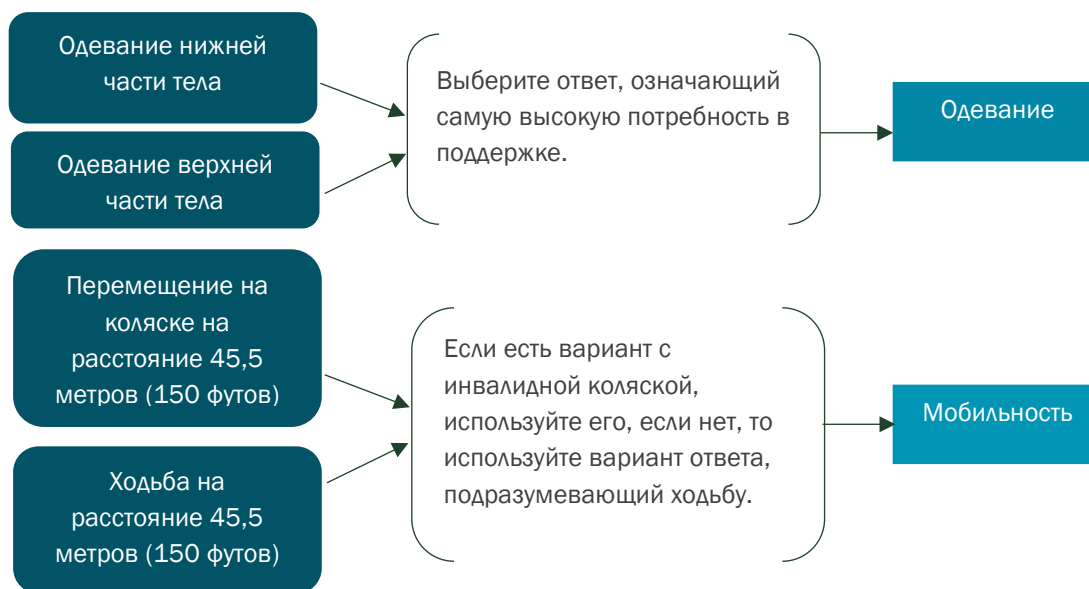 Одевание нижней
части тела
Одевание верхней
части тела
Выберите ответ, означающий
самую высокую потребность в
поддержке.
Одевание
Перемещение на
коляске на
расстояние 45,5
метров (150 футов)
Ходьба на
расстояние 45,5
метров (150 футов)
Если есть вариант с
инвалидной коляской,
используйте его, если нет, то
используйте вариант ответа,
подразумевающий ходьбу.
Мобильность